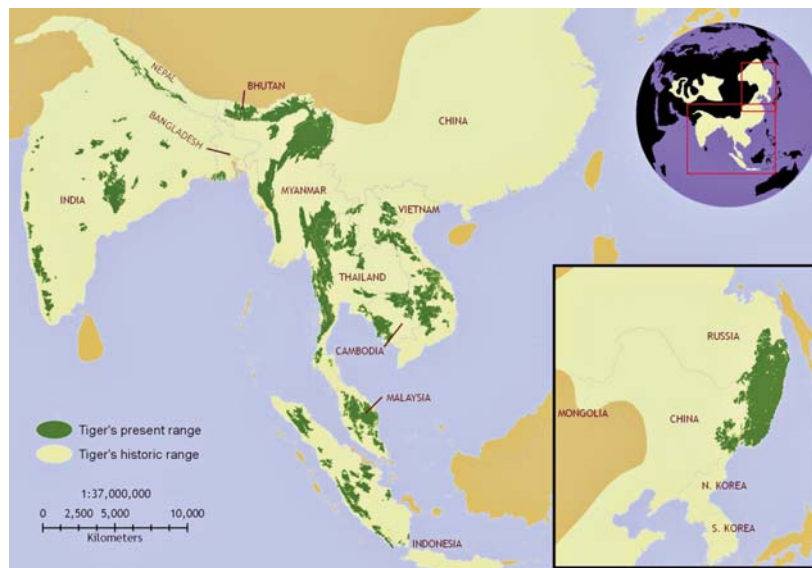 NEPAL
BHUTAN
BANGLADESH
CHINA
INDIA
MYANMAR
VIETNAM
THAILAND
CAMBODIA
MALAYSIA
Tiger's present range
Tiger's historic range
1:37,000,000
0 2,500 5,000 10,000
Kilometers
INDONESIA
RUSSIA
MONGOLIA
CHINA
N. KOREA
S. KOREA